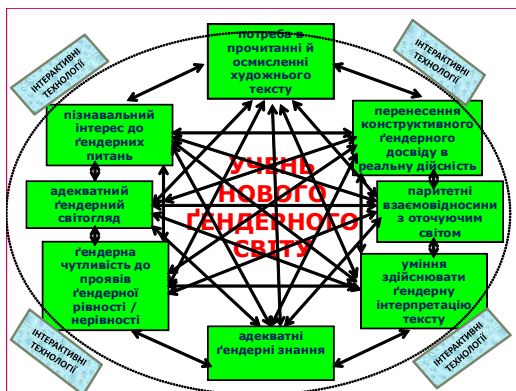 ІНТЕРАКТИВНІ
ТЕХНОЛОГІЇ
потреба в
прочитанні й
осмисленні
художнього
тексту
ІНТЕРАКТИВНІ
ТЕХНОЛОГІЇ
пізнавальний
інтерес до
ґендерних
питань
перенесення
конструктивного
ґендерного
досвіду в
реальну дійсність
УЧЕНЬ
НОВОГО
ҐЕНДЕРНОГО
СВІТУ
адекватний
ґендерний
світогляд
паритетні
взаємовідносини
з оточуючим
світом
ґендерна
чутливість до
проявів
ґендерної
рівності /
нерівності
уміння
здійснювати
ґендерну
інтерпретацію
тексту
ІНТЕРАКТИВНІ
ТЕХНОЛОГІЇ
адекватні
ґендерні знання
ІНТЕРАКТИВНІ
ТЕХНОЛОГІЇ